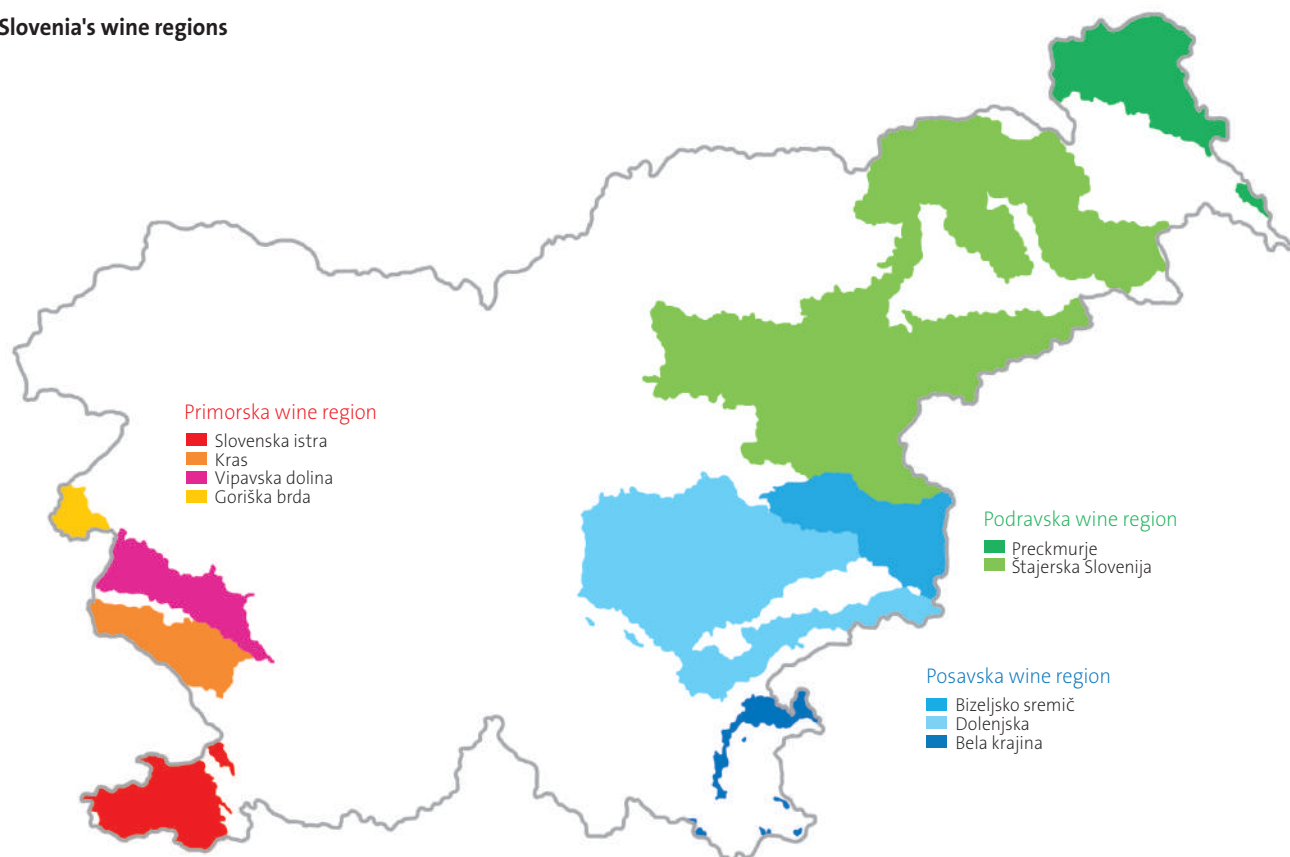 Slovenia's wine regions
Primorska wine region
Slovenska istra
Kras
Vipavska dolina
Goriška brda
Podravska wine region
Preckmurje
Štajerska Slovenija
Posavska wine region
Bizeljsko sremič
Dolenjska
Bela krajina